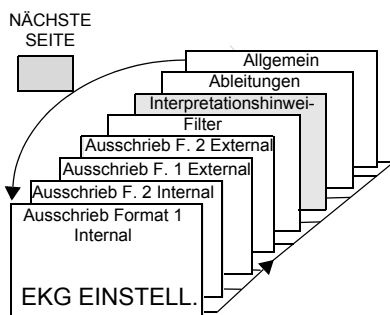 NÄCHSTE
SEITE
Allgemein
Ableitungen
Interpretationshinwei-
Filter
Ausschrieb F. 2 External
Ausschrieb F. 1 External
Ausschrieb F. 2 Internal
Ausschrieb Format 1
Internal
EKG EINSTELL.